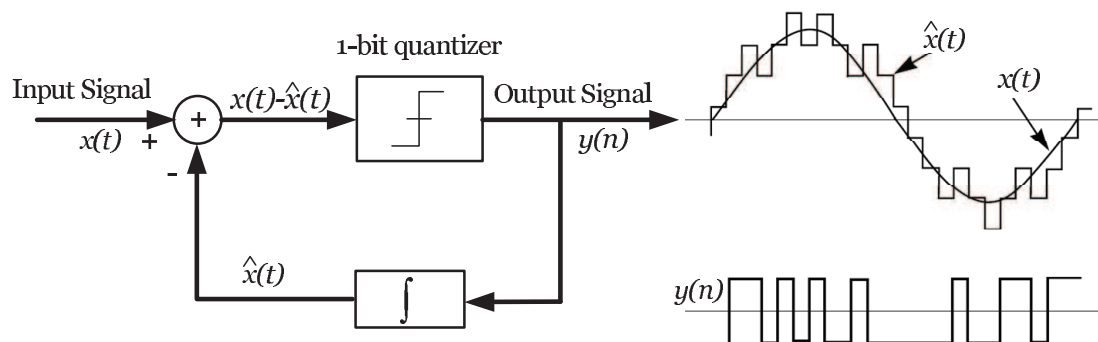 1-bit quantizer
Input Signal
x(t)
+
-
+
x(t)-x̂(t)
Output Signal
y(n)
x̂(t)
∫
x̂(t)
x(t)
y(n)